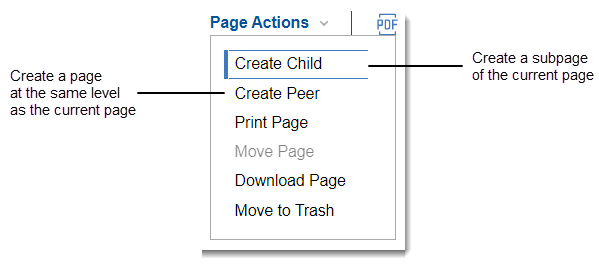 Page Actions
PDF
Create Child
Create Peer
Print Page
Move Page
Download Page
Move to Trash
Create a page
at the same level
as the current page
Create a subpage
of the current page